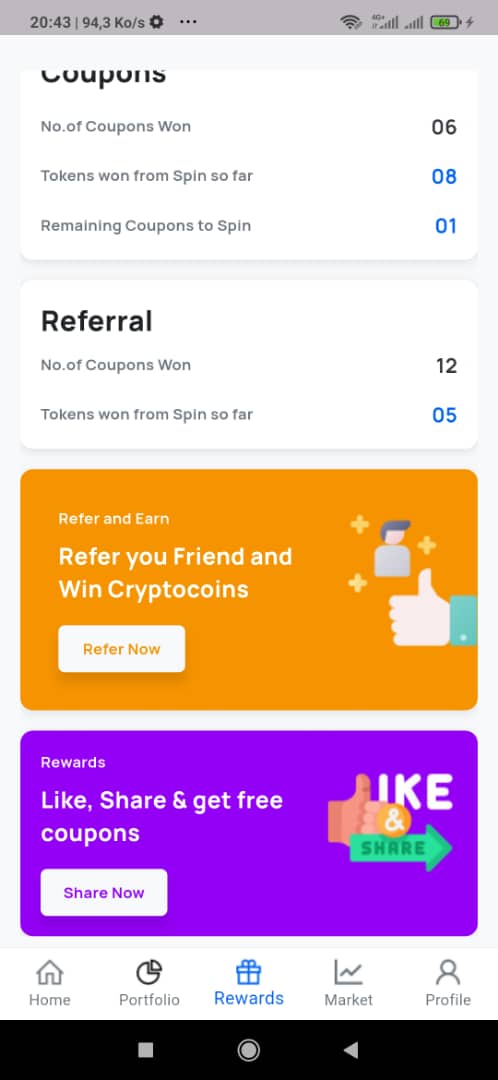 20:43 | 94,3 Ko/s
4G+
69
Coupons
No.of Coupons Won
06
Tokens won from Spin so far
08
Remaining Coupons to Spin
01
Referral
No.of Coupons Won
12
Tokens won from Spin so far
05
Refer and Earn
Refer you Friend and
Win Cryptocoins
Refer Now
Rewards
Like, Share & get free
coupons
Share Now
LIKE
&
SHARE
Home
Portfolio
Rewards
Market
Profile